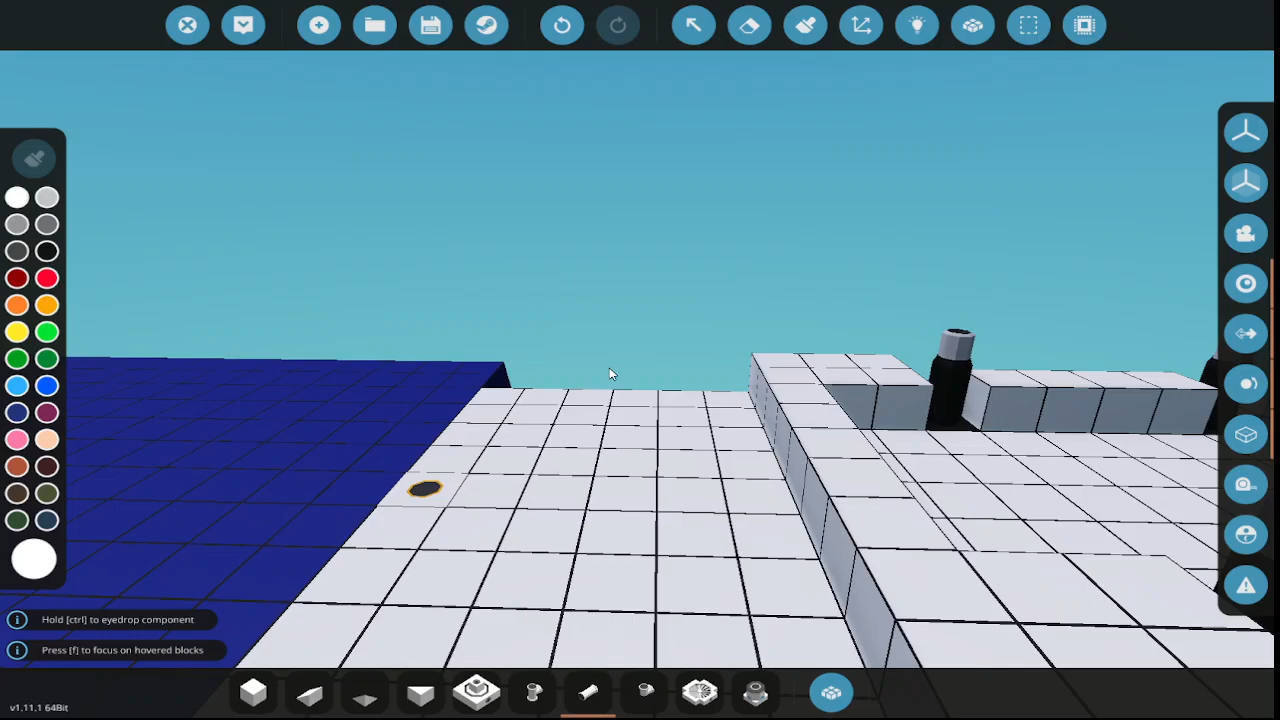 Hold [ctrl] to eyedrop component
Press [f] to focus on hovered blocks
v1.11.1 64Bit